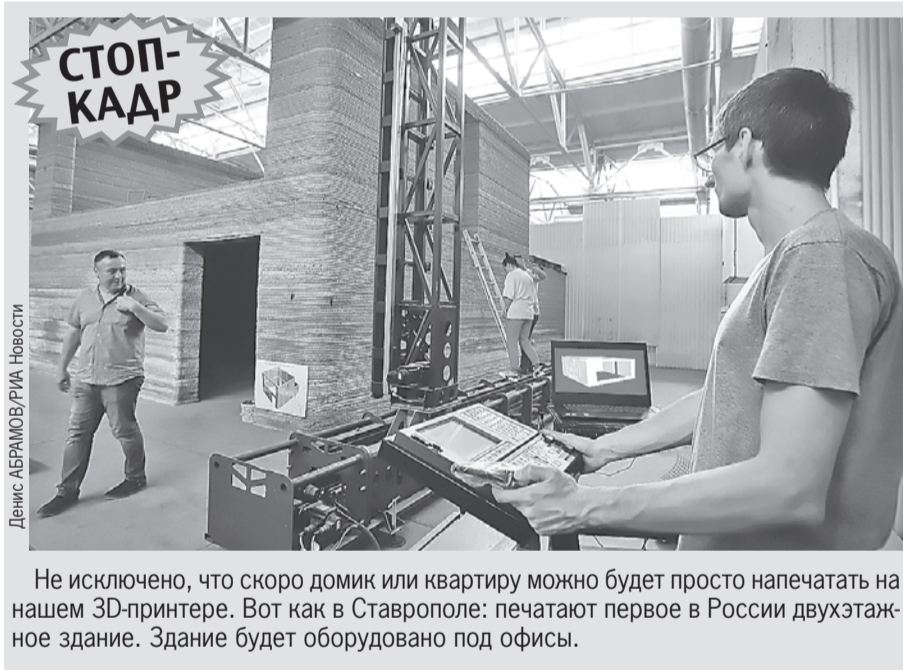 СТОП-
КАДР
Денис АБРАМОВ/РИА Новости
Не исключено, что скоро домик или квартиру можно будет просто напечатать на
нашем 3D-принтере. Вот как в Ставрополе: печатают первое в России двухэтаж-
ное здание. Здание будет оборудовано под офисы.